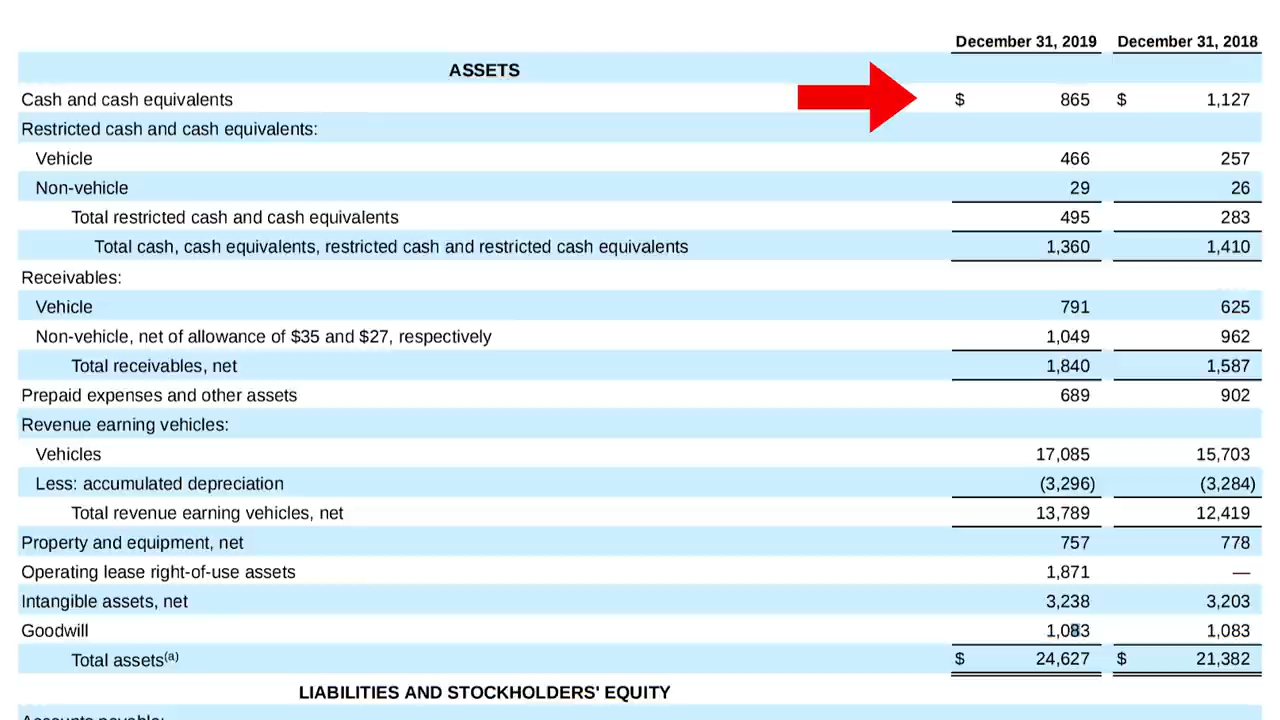 December 31, 2019 December 31, 2018
ASSETS
Cash and cash equivalents $ 865 $ 1,127
Restricted cash and cash equivalents:
Vehicle 466 257
Non-vehicle 29 26
Total restricted cash and cash equivalents 495 283
Total cash, cash equivalents, restricted cash and restricted cash equivalents 1,360 1,410
Receivables:
Vehicle 791 625
Non-vehicle, net of allowance of $35 and $27, respectively 1,049 962
Total receivables, net 1,840 1,587
Prepaid expenses and other assets 689 902
Revenue earning vehicles:
Vehicles 17,085 15,703
Less: accumulated depreciation (3,296) (3,284)
Total revenue earning vehicles, net 13,789 12,419
Property and equipment, net 757 778
Operating lease right-of-use assets 1,871 —
Intangible assets, net 3,238 3,203
Goodwill 1,083 1,083
Total assets(a) $ 24,627 $ 21,382
LIABILITIES AND STOCKHOLDERS' EQUITY
Accounts payable: